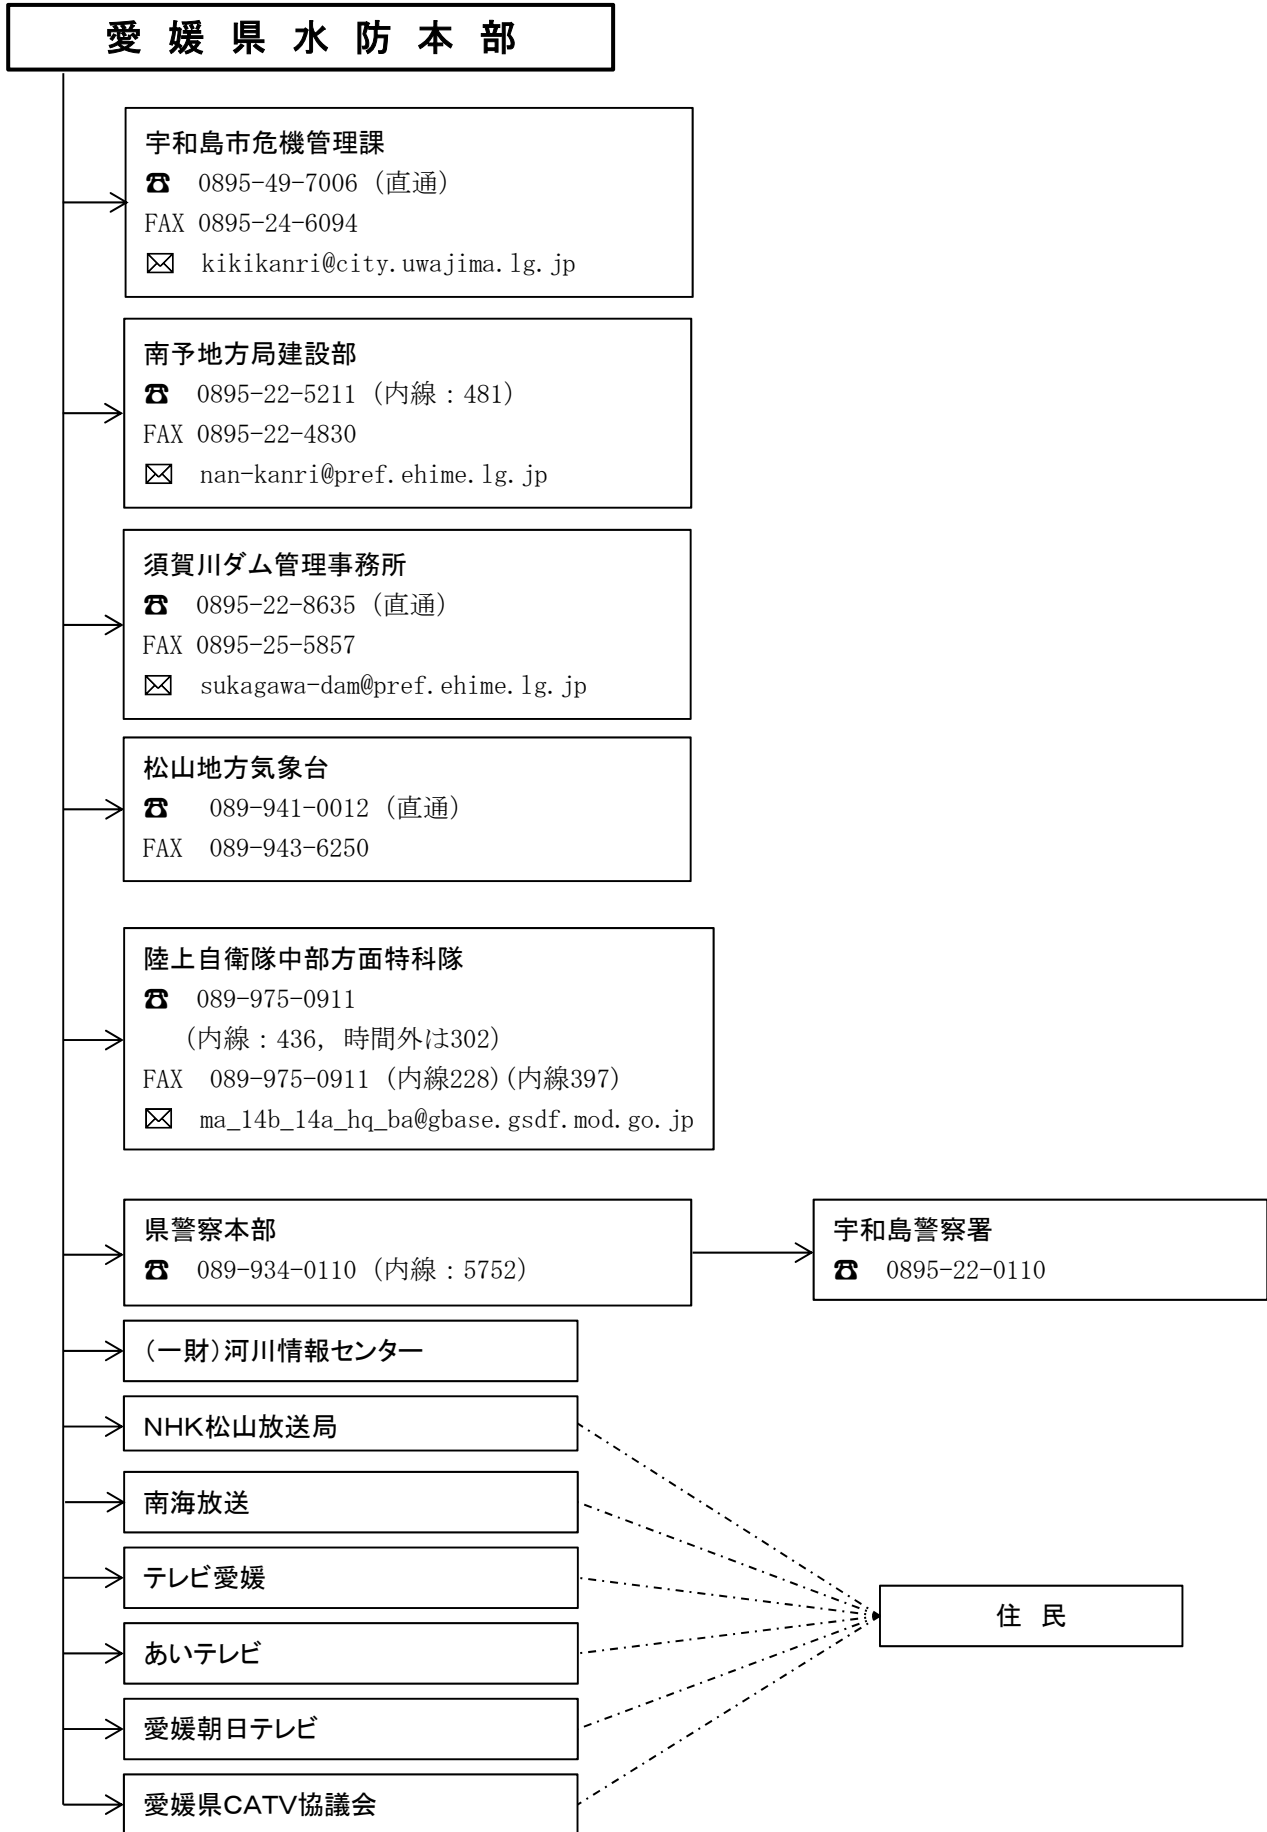 愛媛県水防本部
宇和島市危機管理課
☎ 0895-49-7006（直通）
FAX 0895-24-6094
✉ kikikanri@city.uwajima.lg.jp
南予地方局建設部
☎ 0895-22-5211（内線：481）
FAX 0895-22-4830
✉ nan-kanri@pref.ehime.lg.jp
須賀川ダム管理事務所
☎ 0895-22-8635（直通）
FAX 0895-25-5857
✉ sukagawa-dam@pref.ehime.lg.jp
松山地方気象台
☎ 089-941-0012（直通）
FAX 089-943-6250
陸上自衛隊中部方面特科隊
☎ 089-975-0911
（内線：436, 時間外は302）
FAX 089-975-0911（内線228）（内線397）
✉ ma_14b_14a_hq_ba@gbase.gsdf.mod.go.jp
県警察本部
☎ 089-934-0110（内線：5752）
宇和島警察署
☎ 0895-22-0110
（一財）河川情報センター
NHK松山放送局
南海放送
テレビ愛媛
あいテレビ
愛媛朝日テレビ
愛媛県CATV協議会
住 民